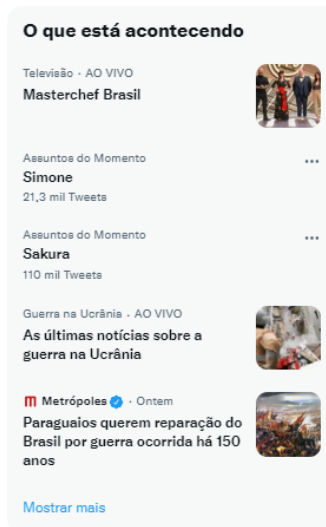 O que está acontecendo
Televisão · AO VIVO
Masterchef Brasil
Assuntos do Momento
Simone
21,3 mil Tweets
Assuntos do Momento
Sakura
110 mil Tweets
Guerra na Ucrânia · AO VIVO
As últimas notícias sobre a
guerra na Ucrânia
Metrópoles · Ontem
Paraguaios querem reparação do
Brasil por guerra ocorrida há 150
anos
Mostrar mais